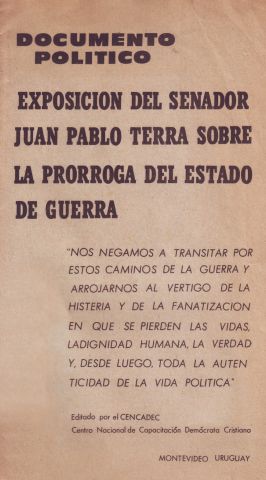 DOCUMENTO
POLITICO
EXPOSICION DEL SENADOR
JUAN PABLO TERRA SOBRE
LA PRORROGA DEL ESTADO
DE GUERRA
"NOS NEGAMOS A TRANSITAR POR
ESTOS CAMINOS DE LA GUERRA Y
ARROJARNOS AL VERTIGO DE LA
HISTERIA Y DE LA FANATIZACION
EN QUE SE PIERDEN LAS VIDAS,
LADIGNIDAD HUMANA, LA VERDAD
Y, DESDE LUEGO, TODA LA AUTEN
TICIDAD DE LA VIDA POLITICA"
Editado por el CENCADEC
Centro Nacional de Capacitación Demócrata Cristiano
MONTEVIDEO URUGUAY